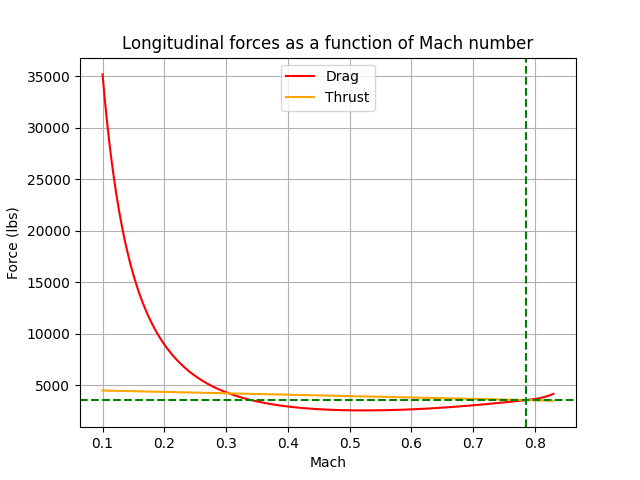 Longitudinal forces as a function of Mach number
Drag
Thrust
Force (lbs)
35000
30000
25000
20000
15000
10000
5000
0.1 0.2 0.3 0.4 0.5 0.6 0.7 0.8
Mach